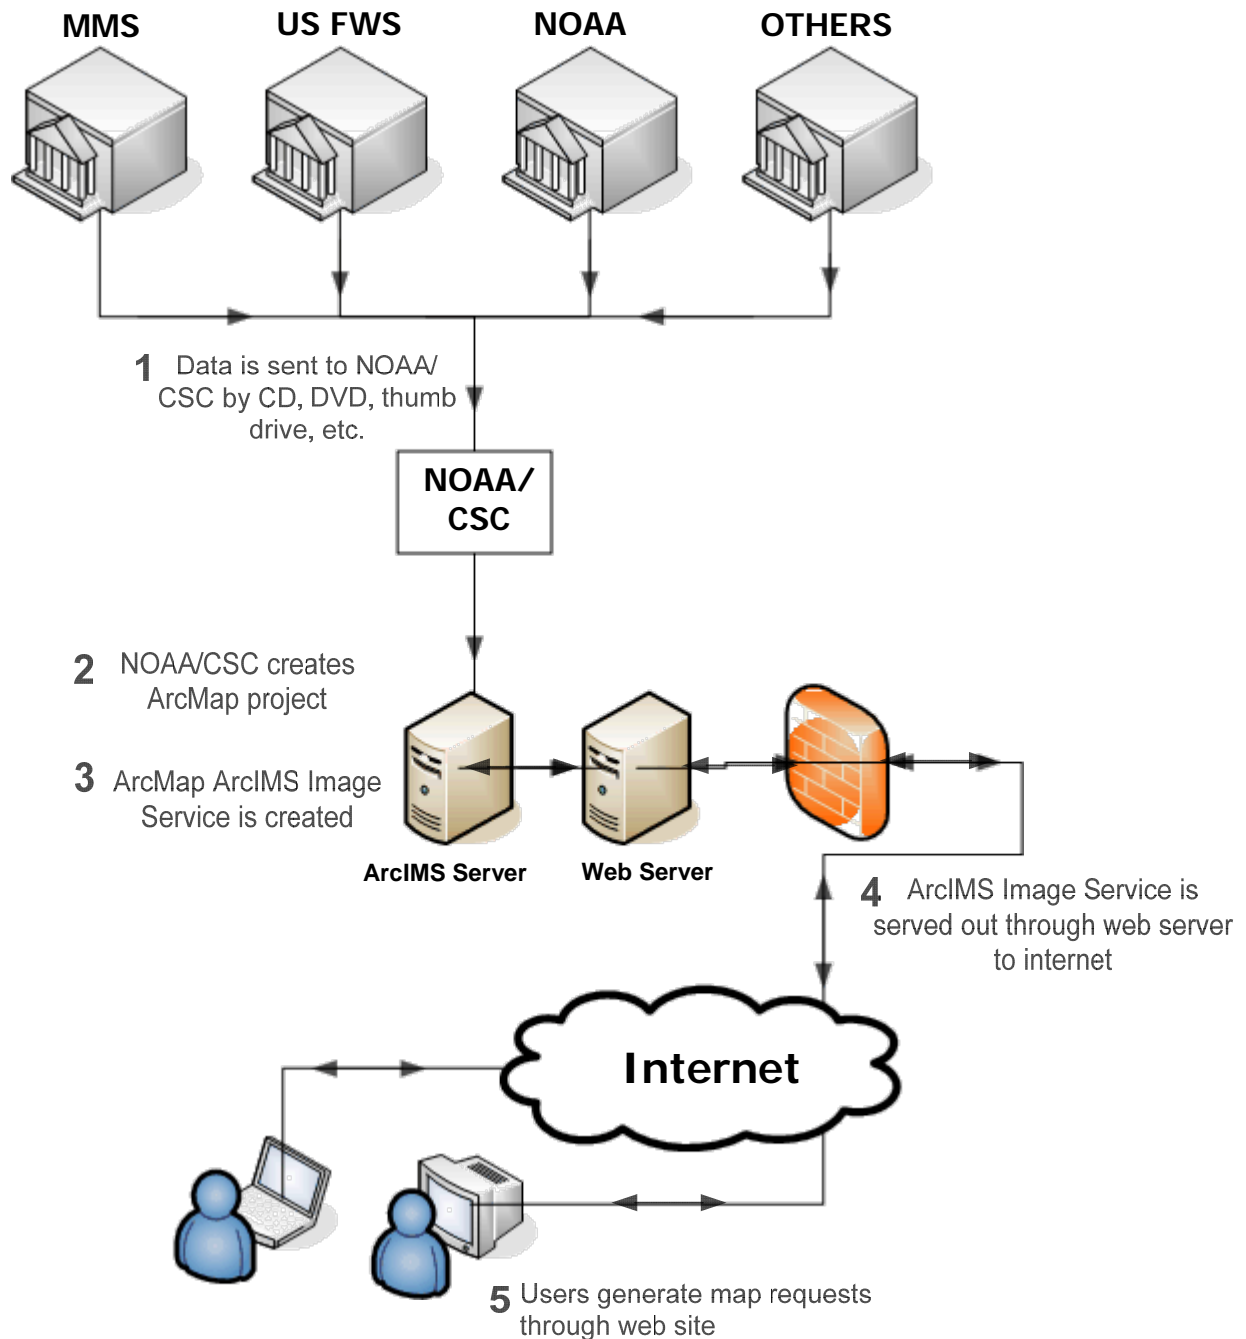 MMS
US FWS
NOAA
OTHERS
1 Data is sent to NOAA/
CSC by CD, DVD, thumb
drive, etc.
NOAA/
CSC
2 NOAA/CSC creates
ArcMap project
3 ArcMap ArcIMS Image
Service is created
ArcIMS Server
Web Server
4 ArcIMS Image Service is
served out through web server
to internet
Internet
5 Users generate map requests
through web site